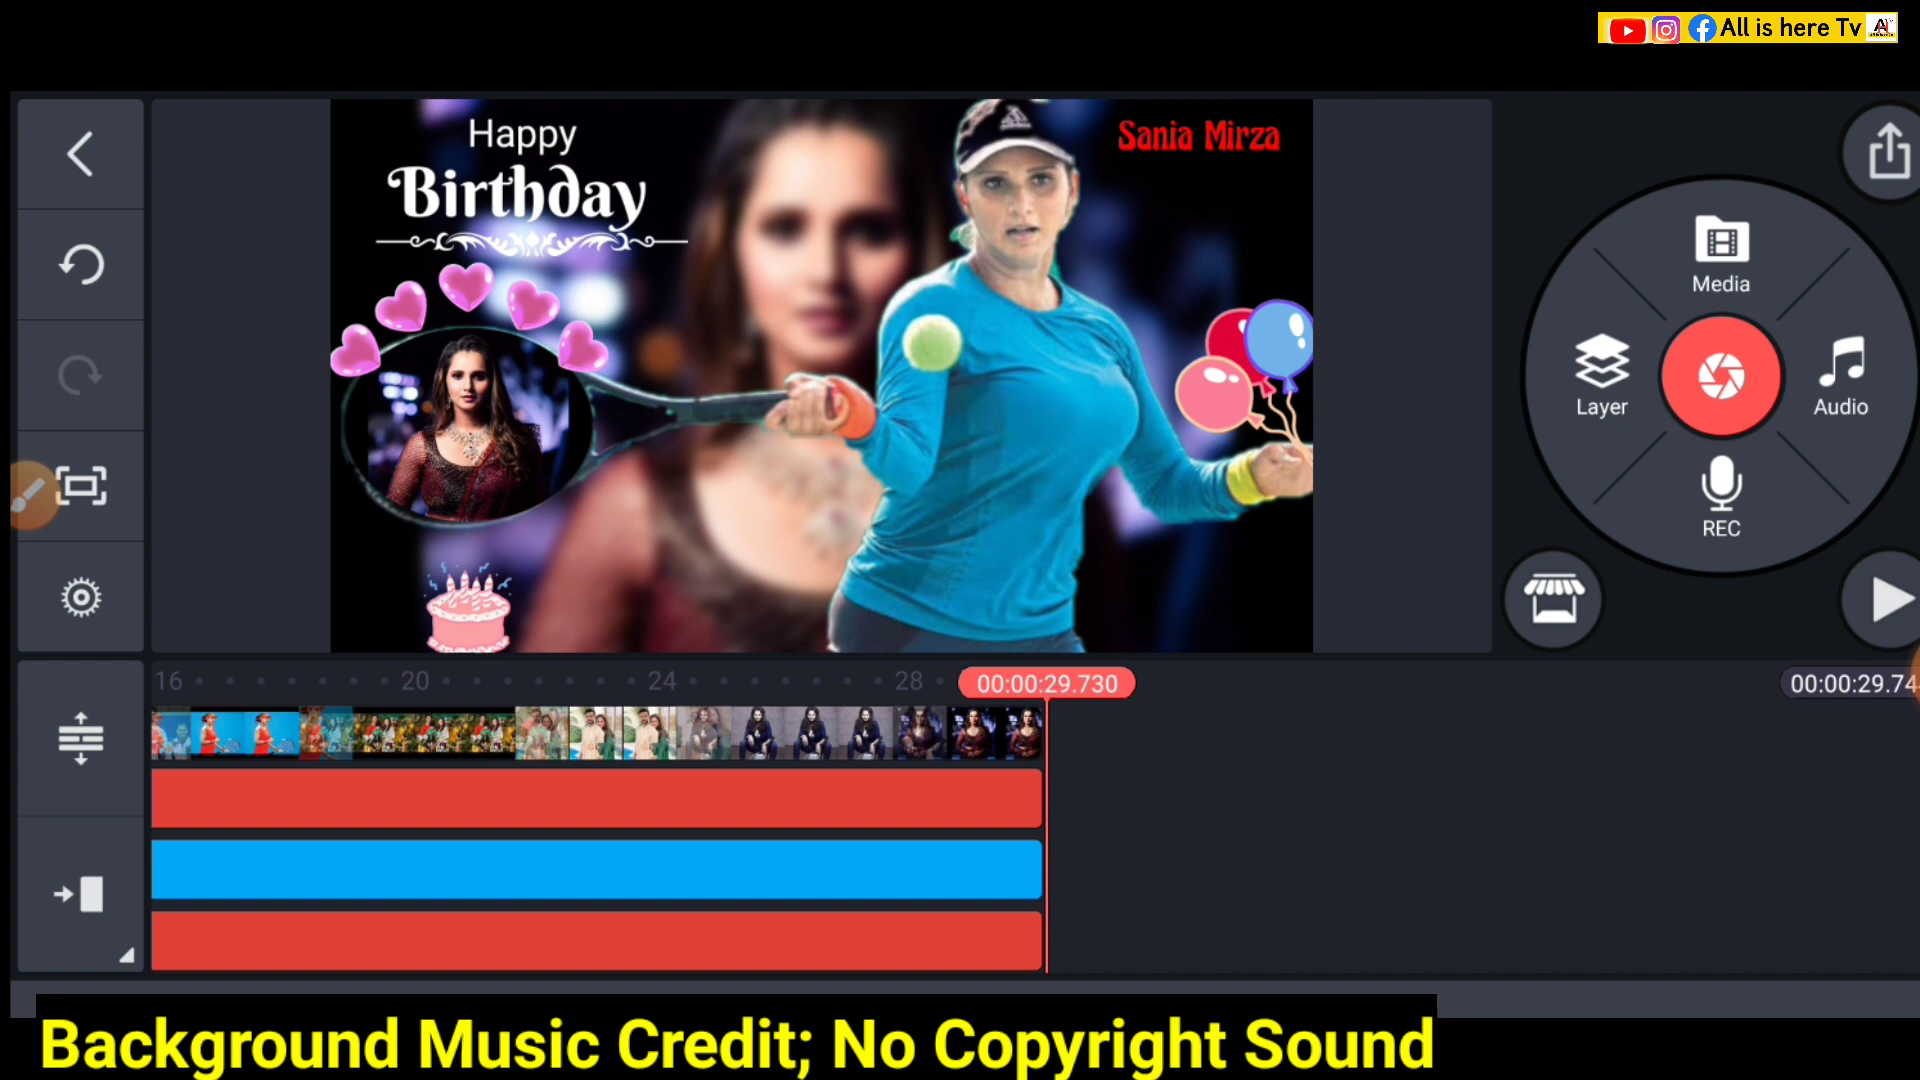 All is here Tv
Happy
Birthday
Sania Mirza
Media
Layer
Audio
REC
16
20
24
28
00:00:29.730
00:00:29.74
Background Music Credit; No Copyright Sound